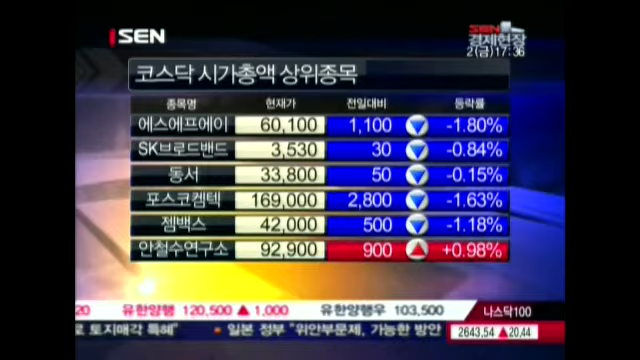 SEN
SEN
경제현장
2(금)17:36
코스닥 시가총액 상위종목
종목명 현재가 전일대비 등락률
에스에프에이 60,100 1,100 ▼ -1.80%
SK브로드밴드 3,530 30 ▼ -0.84%
동서 33,800 50 ▼ -0.15%
포스코켐텍 169,000 2,800 ▼ -1.63%
젬백스 42,000 500 ▼ -1.18%
안철수연구소 92,900 900 ▲ +0.98%
20 유한양행 120,500 ▲ 1,000 유한양행우 103,500 나스닥100
로 토지매각 특혜" ▪ 일본 정부 "위안부문제, 가능한 방안 2643,54 ▲20,44